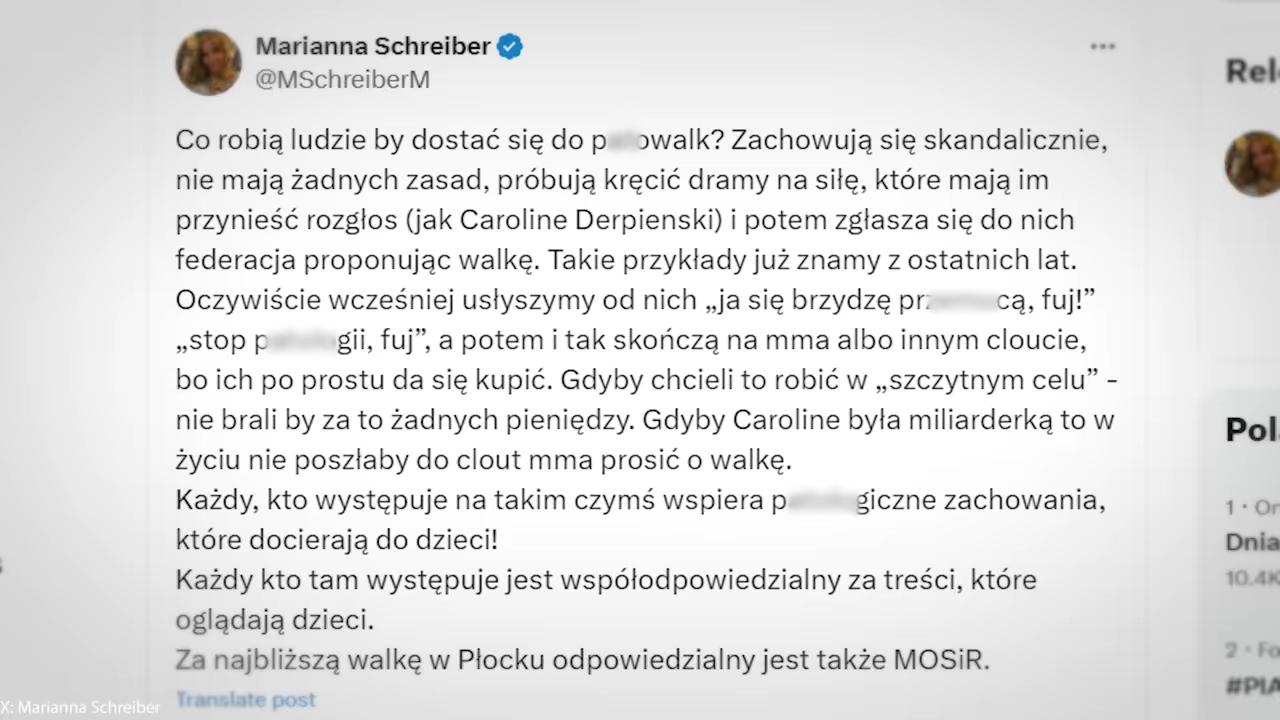 Marianna Schreiber
@MSchreiberM
Co robią ludzie by dostać się do Zachowują się skandalicznie,
nie mają żadnych zasad, próbują kręcić dramy na siłę, które mają im
przynieść rozgłos (jak Caroline Derpienski) i potem zgłasza się do nich
federacja proponując walkę. Takie przykłady już znamy z ostatnich lat.
Oczywiście wcześniej usłyszymy od nich „ja się brzydzę fuj!”
„stop fuj”, a potem i tak skończą na mma albo innym cloucie,
bo ich po prostu da się kupić. Gdyby chcieli to robić w „szczytnym celu” -
nie brali by za to żadnych pieniędzy. Gdyby Caroline była miliarderką to w
życiu nie poszłaby do clout mma prosić o walkę.
Każdy, kto występuje na takim czymś wspiera zachowania,
które docierają do dzieci!
Każdy kto tam występuje jest współodpowiedzialny za treści, które
oglądają dzieci.
Za najbliższą walkę w Płocku odpowiedzialny jest także MOSiR.
Translate post
X: Marianna Schreiber
Rel
Pol
1 · On
Dnia
10.4K
2 · Fo
#PIA